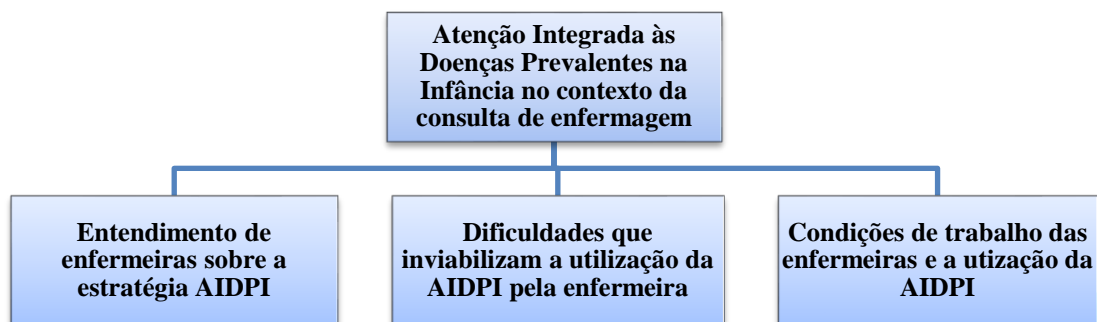 Atenção Integrada às
Doenças Prevalentes na
Infância no contexto da
consulta de enfermagem
Entendimento de
enfermeiras sobre a
estratégia AIDPI
Dificuldades que
inviabilizam a utilização da
AIDPI pela enfermeira
Condições de trabalho das
enfermeiras e a utização da
AIDPI